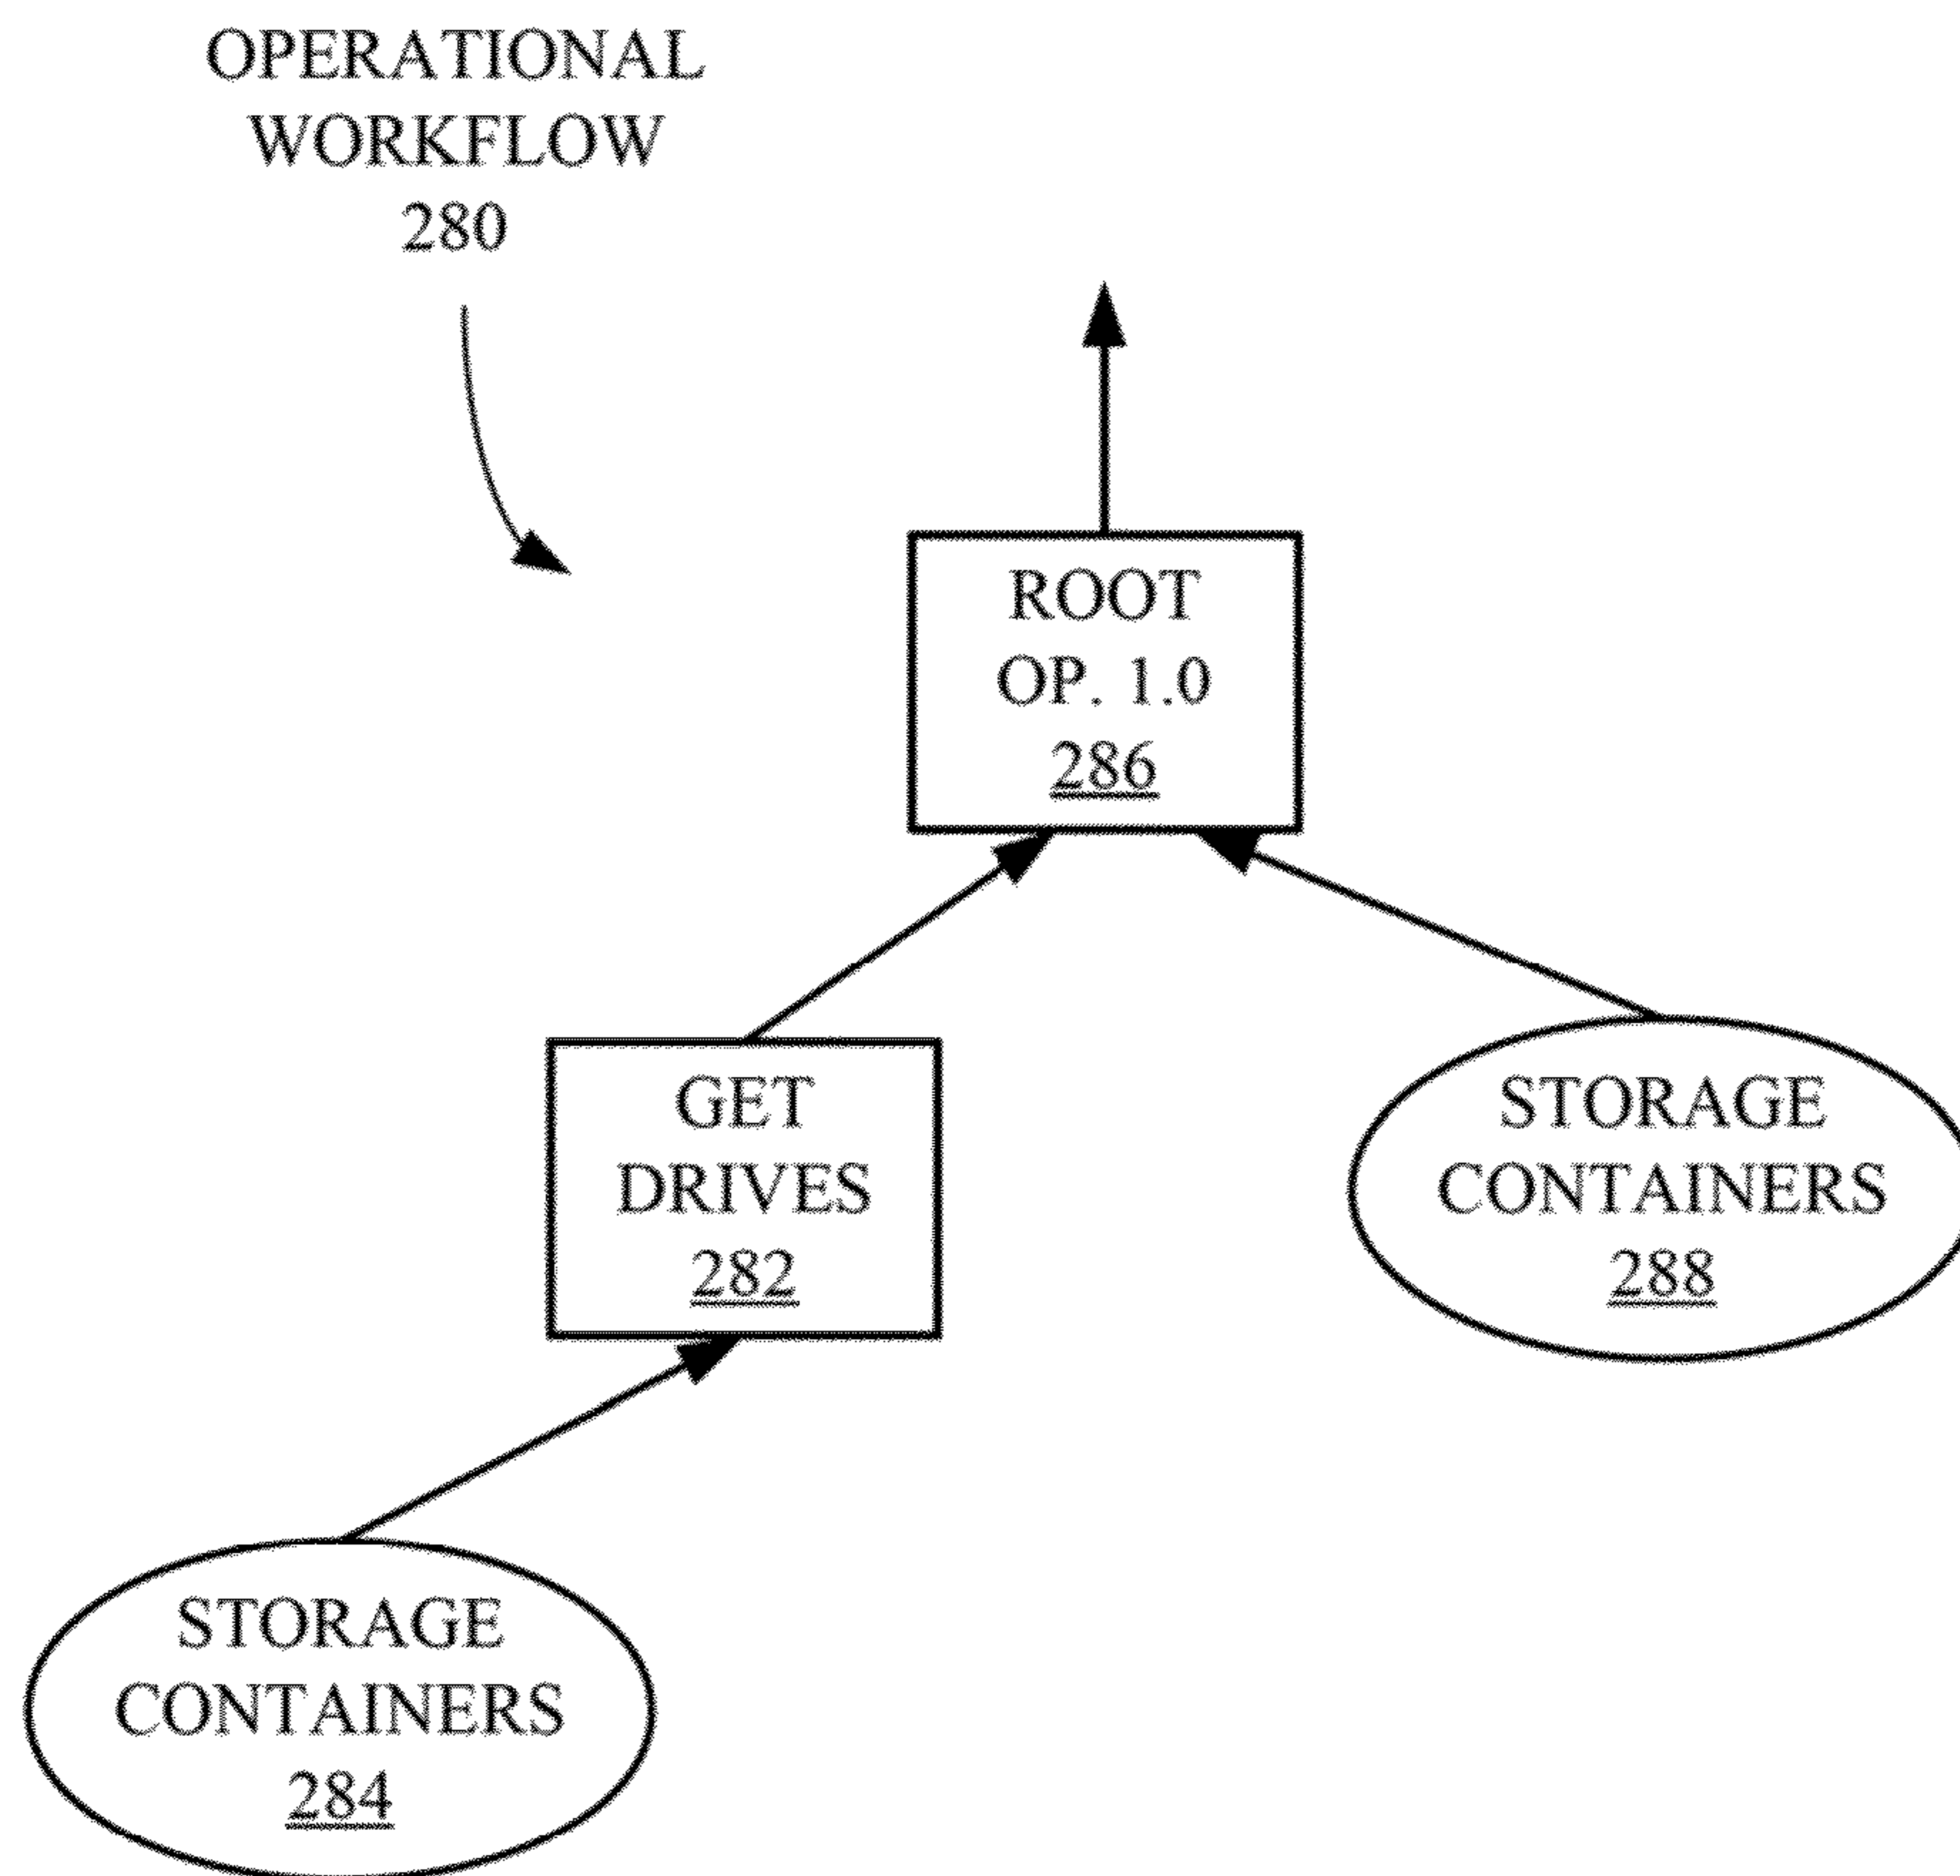 OPERATIONAL
WORKFLOW
280
ROOT
OP. 1.0
286
GET
DRIVES
282
STORAGE
CONTAINERS
288
STORAGE
CONTAINERS
284